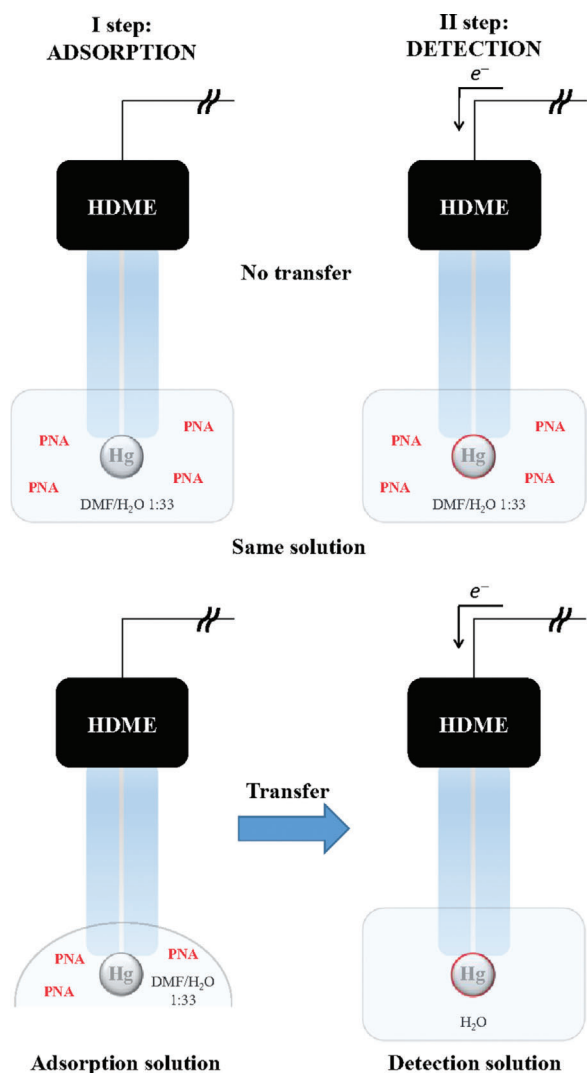 I step:
ADSORPTION
II step:
DETECTION
e⁻
HDME
HDME
No transfer
PNA
PNA
PNA
PNA
Hg
DMF/H₂O 1:33
PNA
PNA
PNA
PNA
Hg
DMF/H₂O 1:33
Same solution
e⁻
HDME
HDME
Transfer
PNA
PNA
PNA
Hg
DMF/H₂O
1:33
Hg
H₂O
Adsorption solution
Detection solution